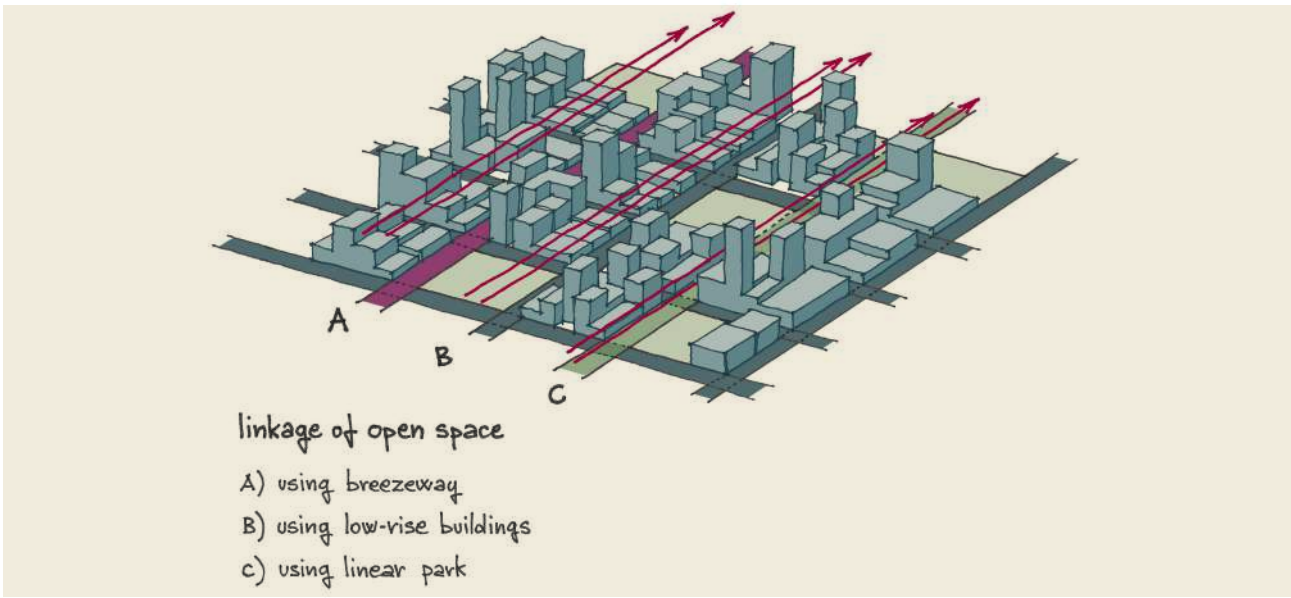 A
B
C
linkage of open space
A) using breezeway
B) using low-rise buildings
C) using linear park